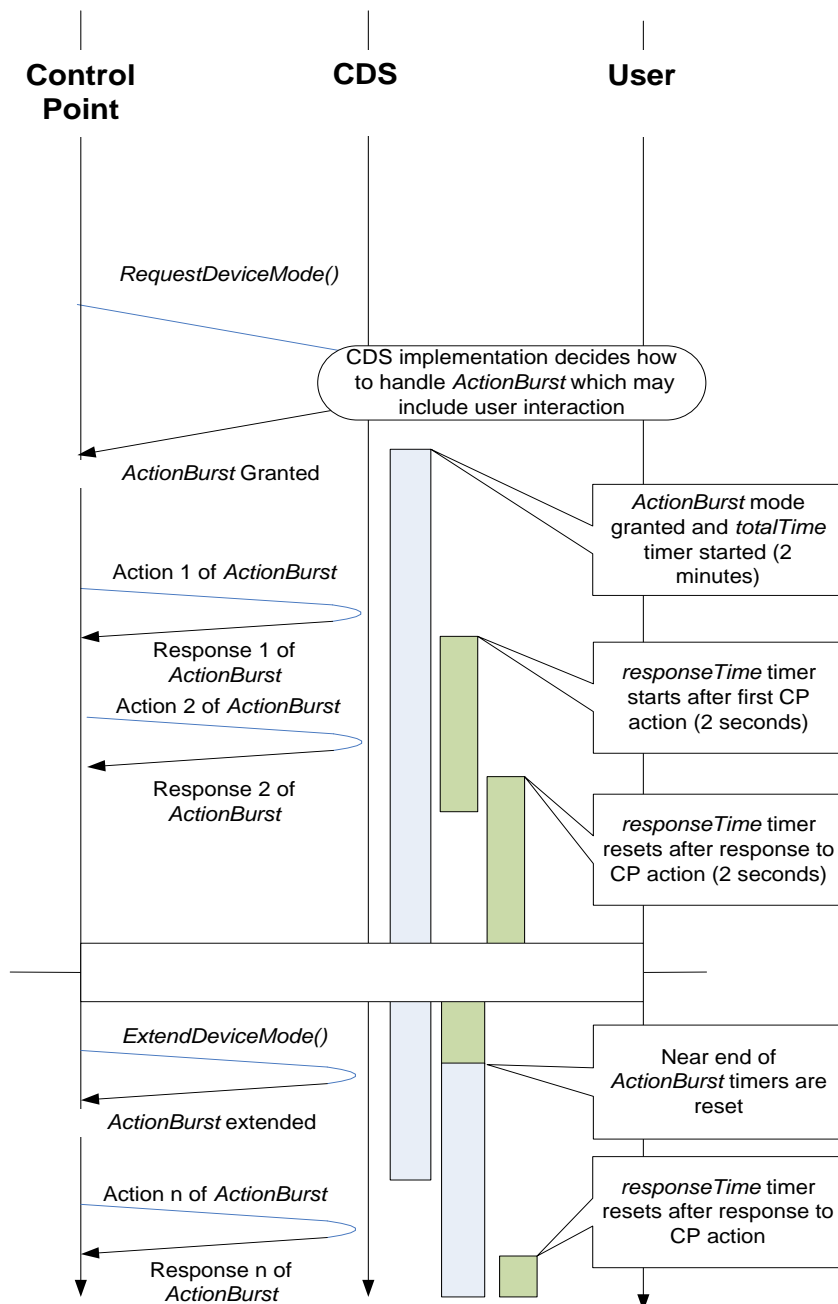 Control
Point
CDS
User
RequestDeviceMode()
CDS implementation decides how
to handle ActionBurst which may
include user interaction
ActionBurst Granted
ActionBurst mode
granted and totalTime
timer started (2
minutes)
Action 1 of ActionBurst
Response 1 of
ActionBurst
responseTime timer
starts after first CP
action (2 seconds)
Action 2 of ActionBurst
Response 2 of
ActionBurst
responseTime timer
resets after response to
CP action (2 seconds)
ExtendDeviceMode()
ActionBurst extended
Near end of
ActionBurst timers are
reset
Action n of ActionBurst
Response n of
ActionBurst
responseTime timer
resets after response to
CP action